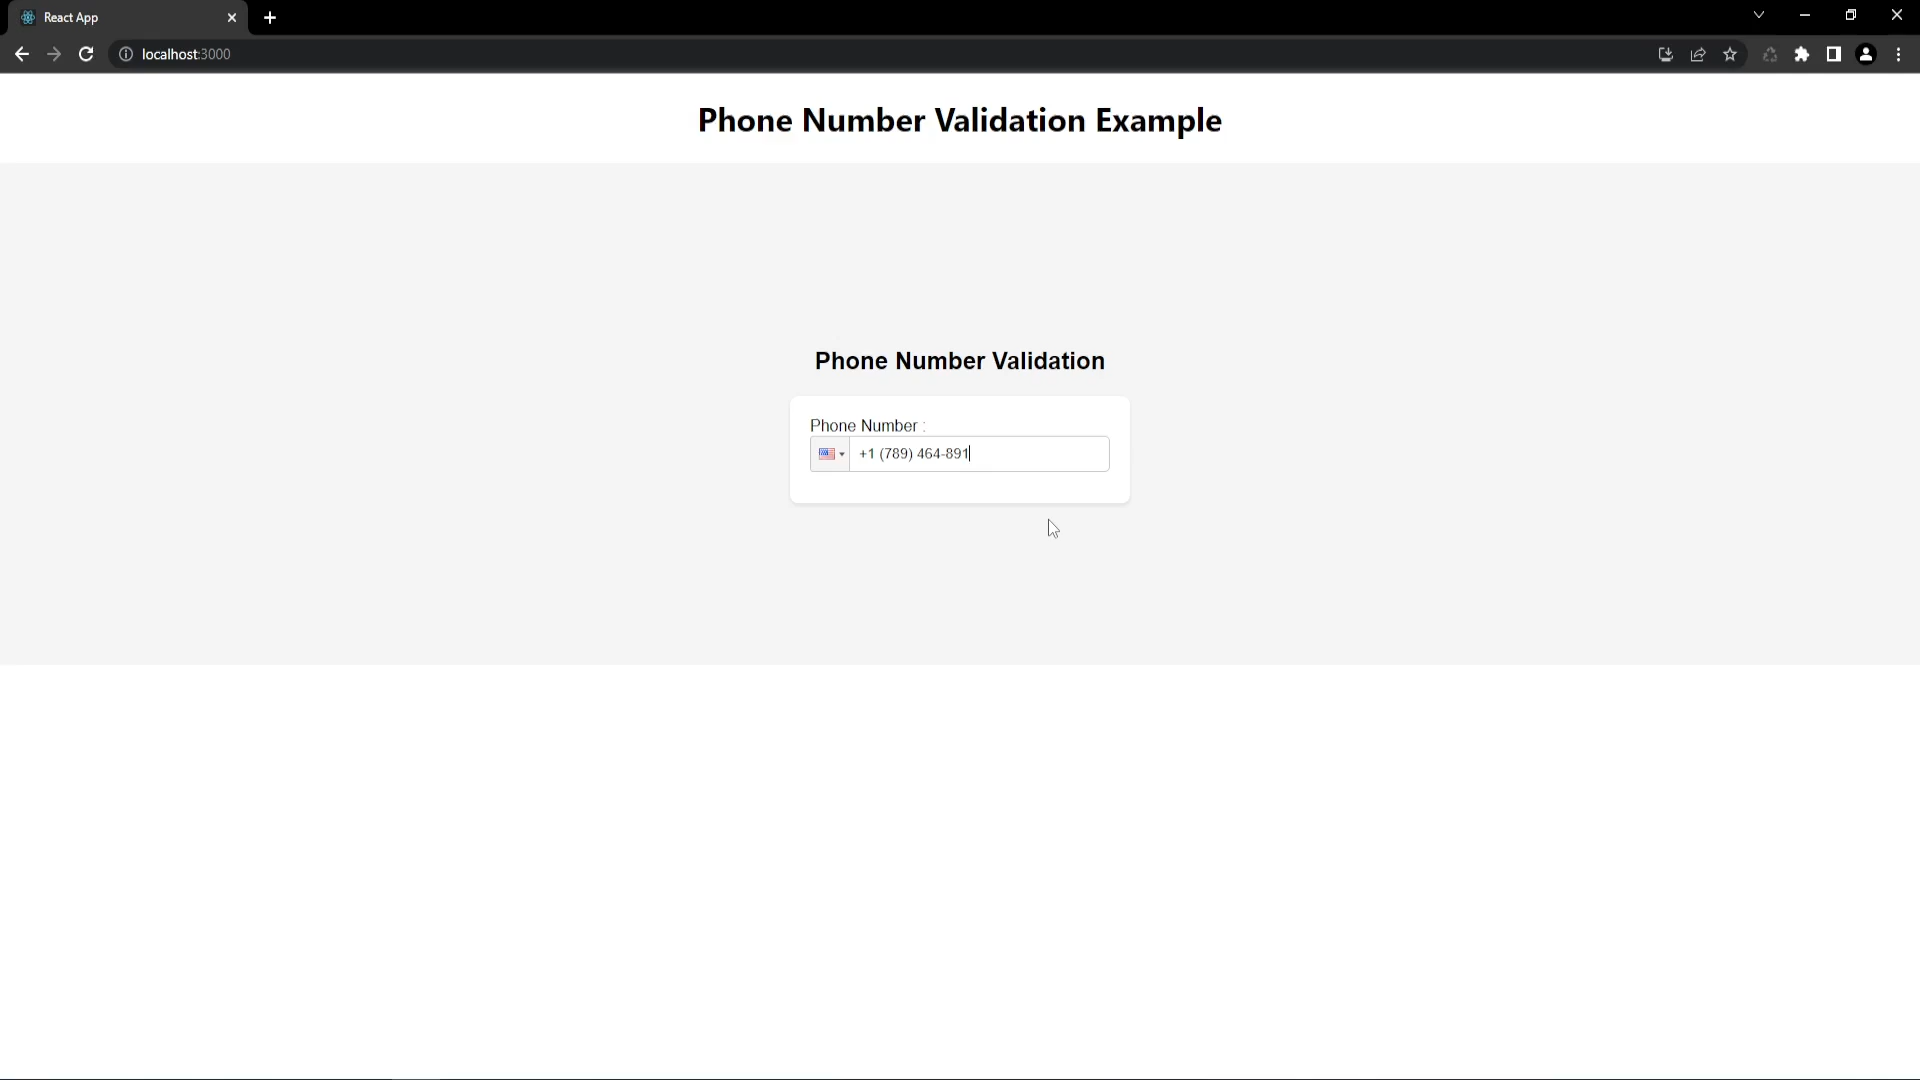 React App
localhost:3000
Phone Number Validation Example
Phone Number Validation
Phone Number :
+1 (789) 464-891